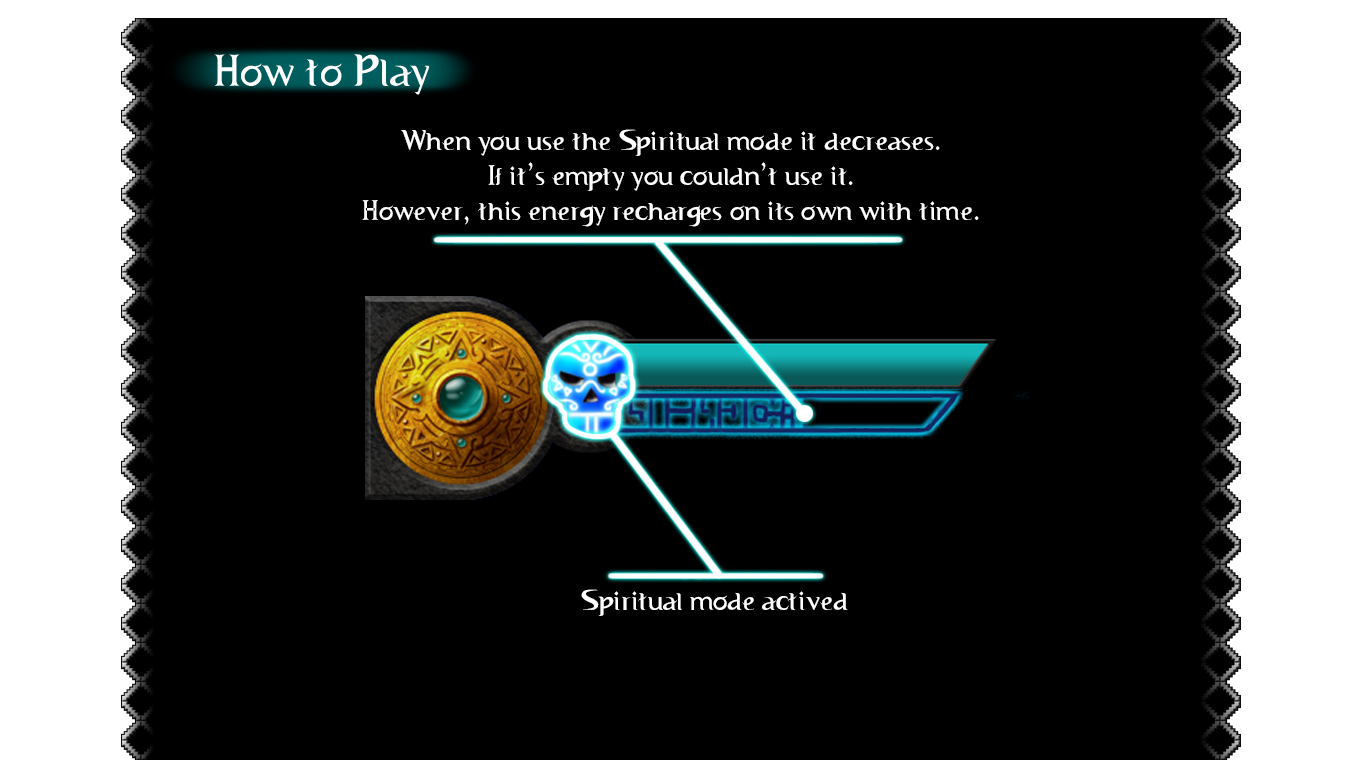 How to Play
When you use the Spiritual mode it decreases.
If it's empty you couldn't use it.
However, this energy recharges on its own with time.
Spiritual mode actived